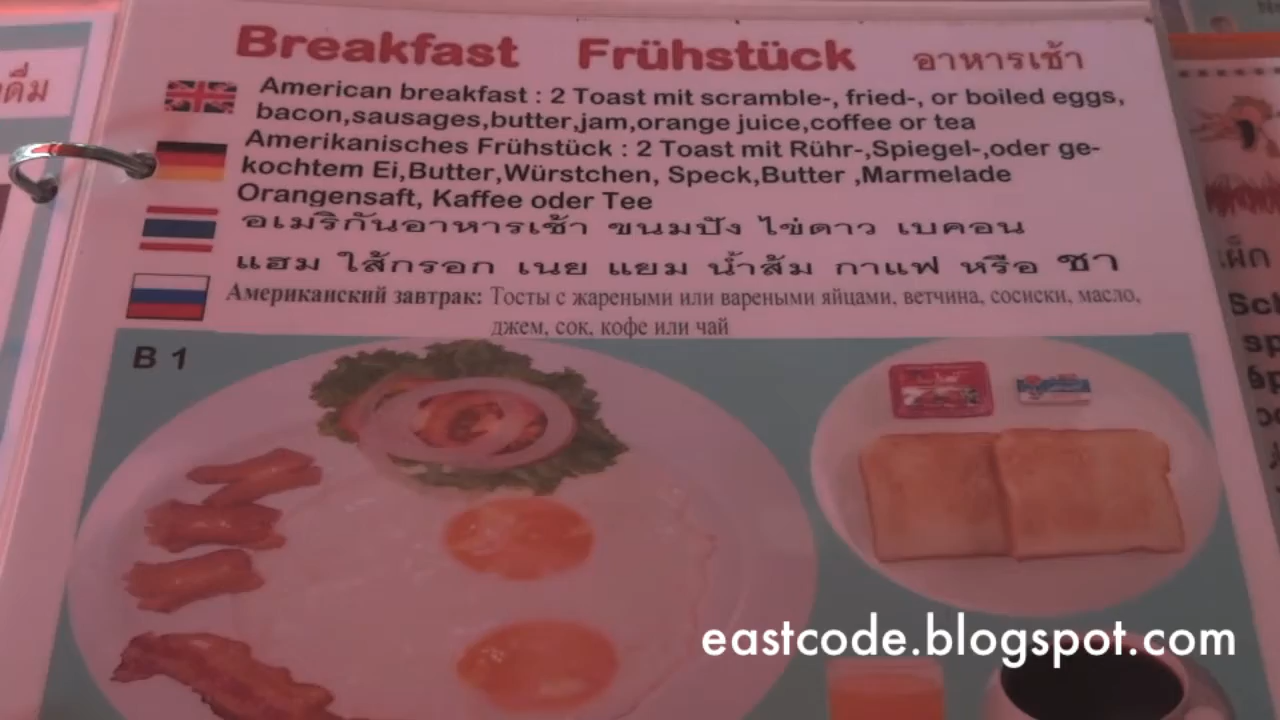 Breakfast Frühstück อาหารเช้า
American breakfast : 2 Toast mit scramble-, fried-, or boiled eggs,
bacon,sausages,butter,jam,orange juice,coffee or tea
Amerikanisches Frühstück : 2 Toast mit Rühr-,Spiegel-,oder ge-
kochtem Ei,Butter,Würstchen, Speck,Butter ,Marmelade
Orangensaft, Kaffee oder Tee
อเมริกันอาหารเช้า ขนมปัง ไข่ดาว เบคอน
แฮม ใส้กรอก เนย แยม น้ำส้ม กาแฟ หรือ ชา
Американский завтрак: Тосты с жареными или вареными яйцами, ветчина, сосиски, масло,
джем, сок, кофе или чай
B 1
eastcode.blogspot.com